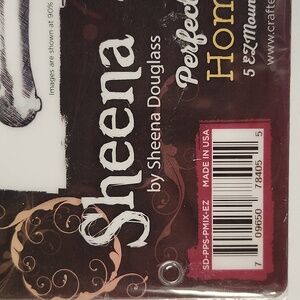 Images are shown at 90%
Sheena
by Sheena Douglass
Perfect
Hom
5 EZMoun
www.crafte
MADE IN USA
SD-PPS-PMIX-EZ
7 09650 78405 5